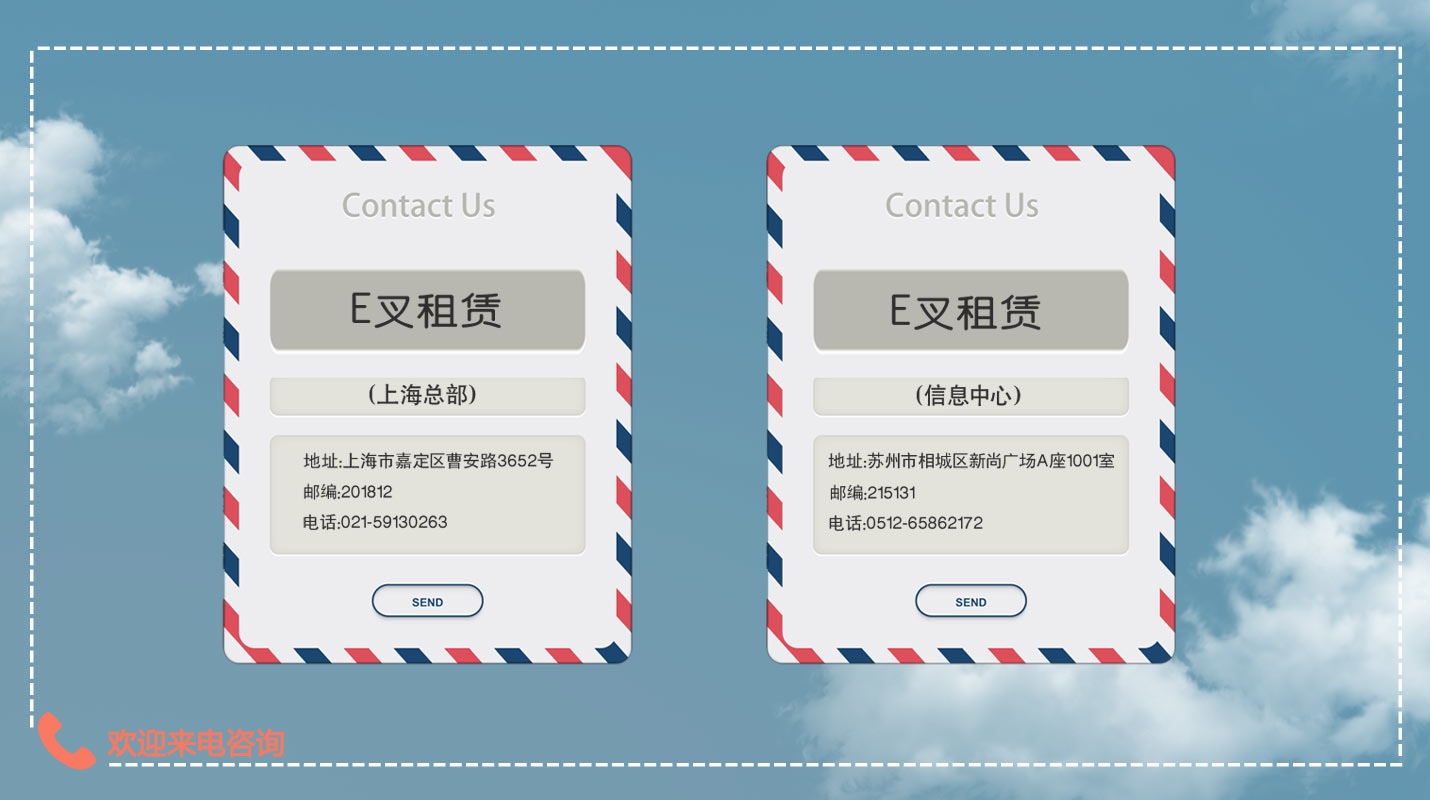 Contact Us
E叉租赁
(上海总部)
地址:上海市嘉定区曹安路3652号
邮编:201812
电话:021-59130263
SEND
Contact Us
E叉租赁
(信息中心)
地址:苏州市相城区新尚广场A座1001室
邮编:215131
电话:0512-65862172
SEND
欢迎来电咨询